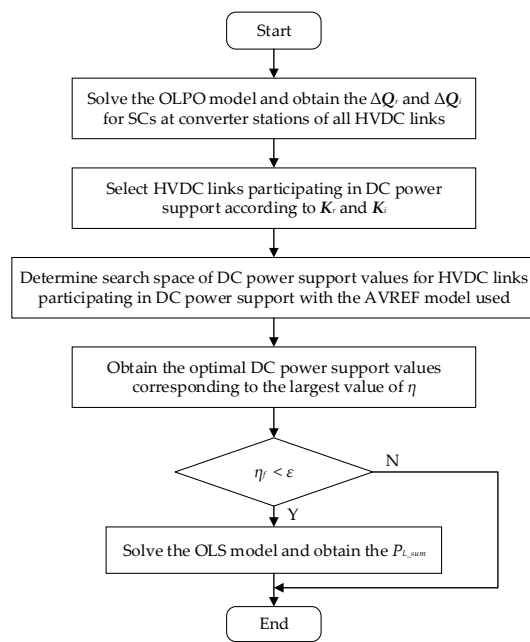 Start
Solve the OLPO model and obtain the ΔQr and ΔQi
for SCs at converter stations of all HVDC links
Select HVDC links participating in DC power
support according to Kr and Ki
Determine search space of DC power support values for HVDC links
participating in DC power support with the AVREF model used
Obtain the optimal DC power support values
corresponding to the largest value of η
ηf < ε
N
Y
Solve the OLS model and obtain the PL_sum
End